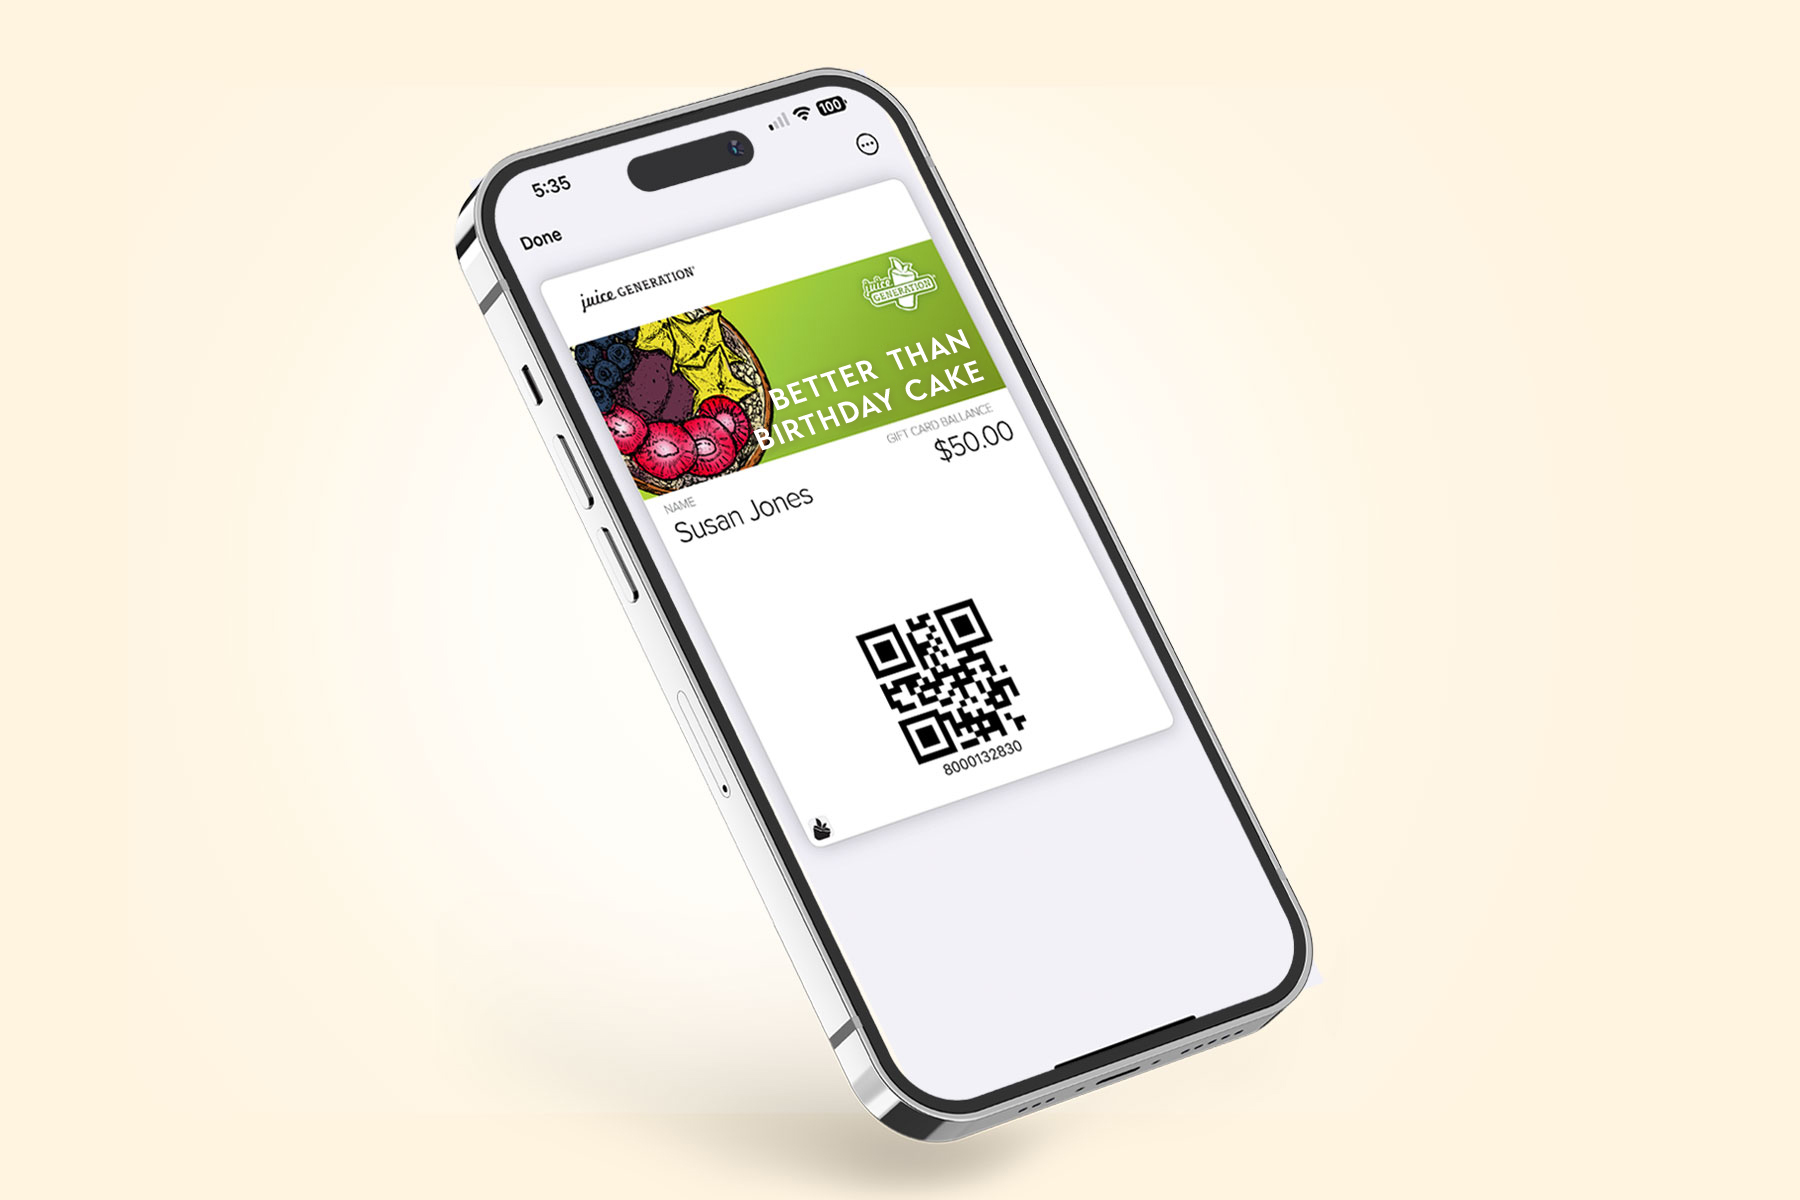 5:35
100
Done
juice GENERATION
juice
GENERATION
BETTER THAN
BIRTHDAY CAKE
GIFT CARD BALLANCE
$50.00
NAME
Susan Jones
8000132830